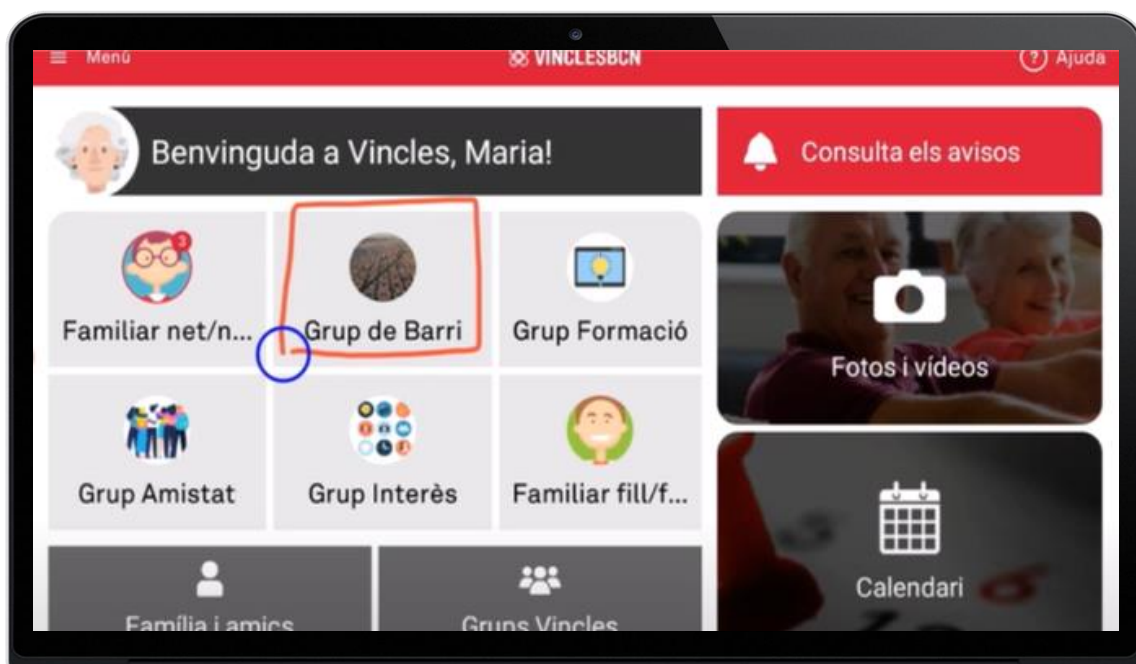 Menú
VINCLESBCN
? Ajuda
Benvinguda a Vincles, Maria!
Consulta els avisos
3
Familiar net/n...
Grup de Barri
Grup Formació
Fotos i vídeos
Grup Amistat
Grup Interès
Familiar fill/f...
Calendari
Família i amics
Grups Vincles